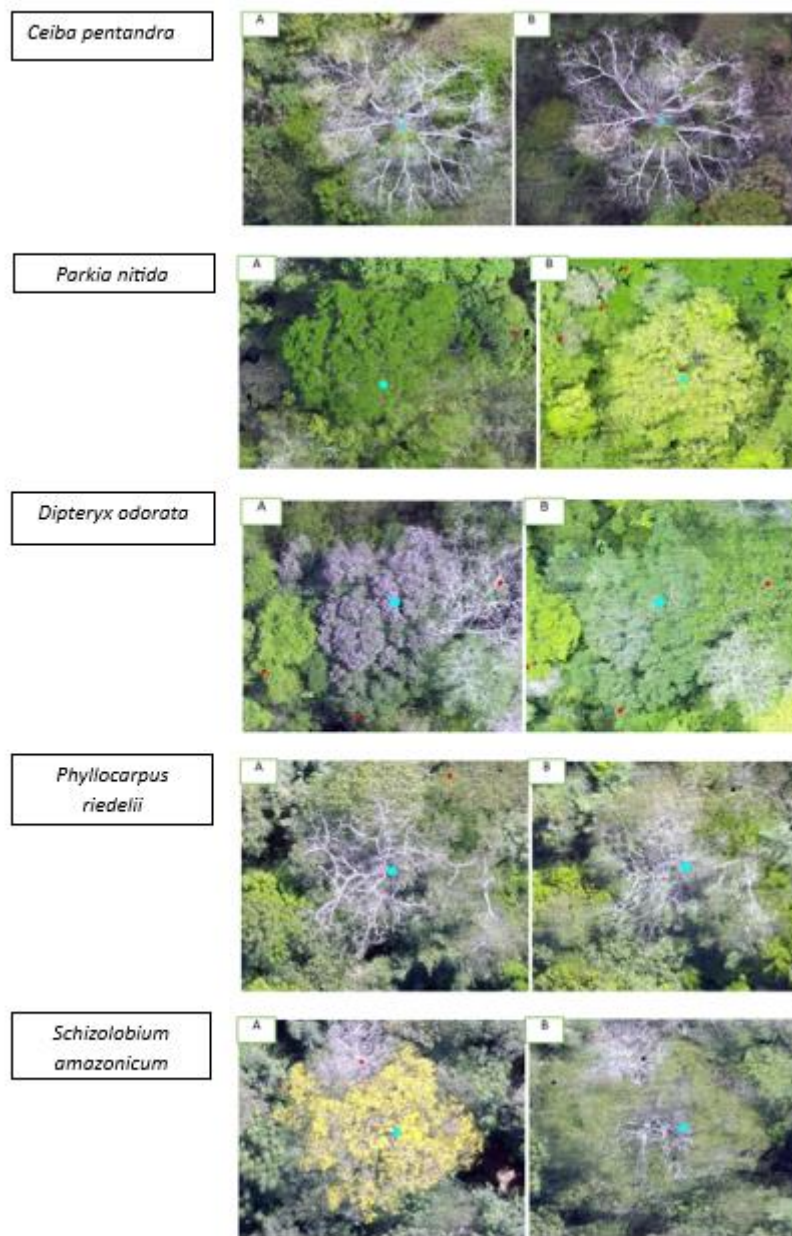 Ceiba pentandra
A
B
Parkia nitida
A
B
Dipteryx odorata
A
B
Phyllocarpus
riedelii
A
B
Schizolobium
amazonicum
A
B